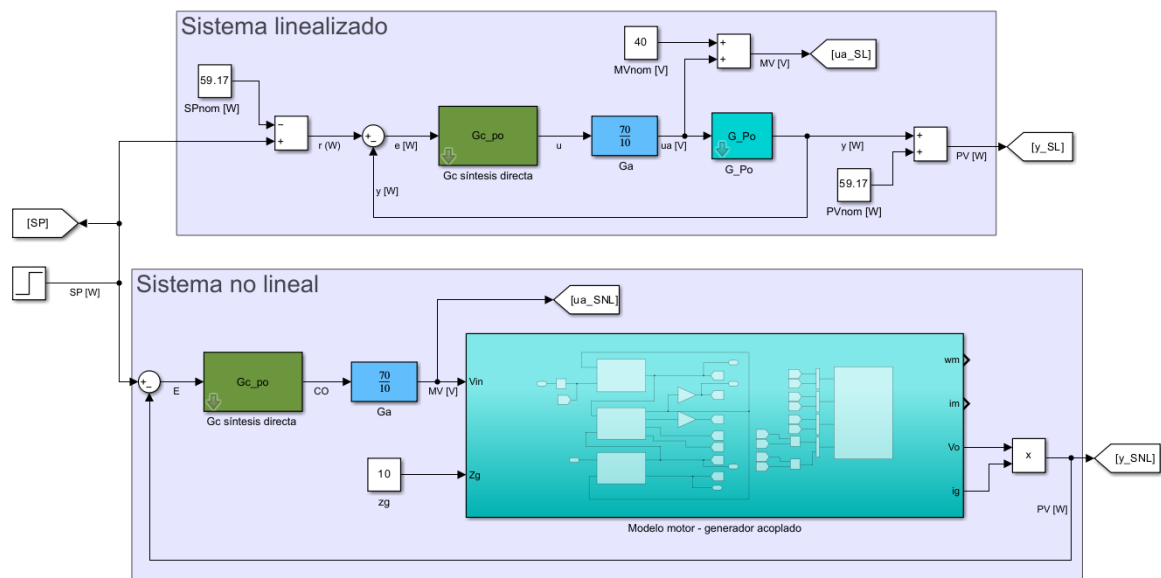 Sistema linealizado
40
MVnom [V]
+
+
MV [V]
[ua_SL]
59.17
SPnom [W]
−
+
r (W)
+
−
e [W]
Gc_po
Gc síntesis directa
u
70
10
Ga
ua [V]
G_Po
G_Po
y [W]
+
+
PV [W]
[y_SL]
59.17
PVnom [W]
y [W]
[SP]
SP [W]
Sistema no lineal
[ua_SNL]
+
−
E
Gc_po
Gc síntesis directa
CO
70
10
Ga
MV [V]
Vin
Zg
wm
im
Vo
ig
Modelo motor - generador acoplado
10
zg
x
PV [W]
[y_SNL]